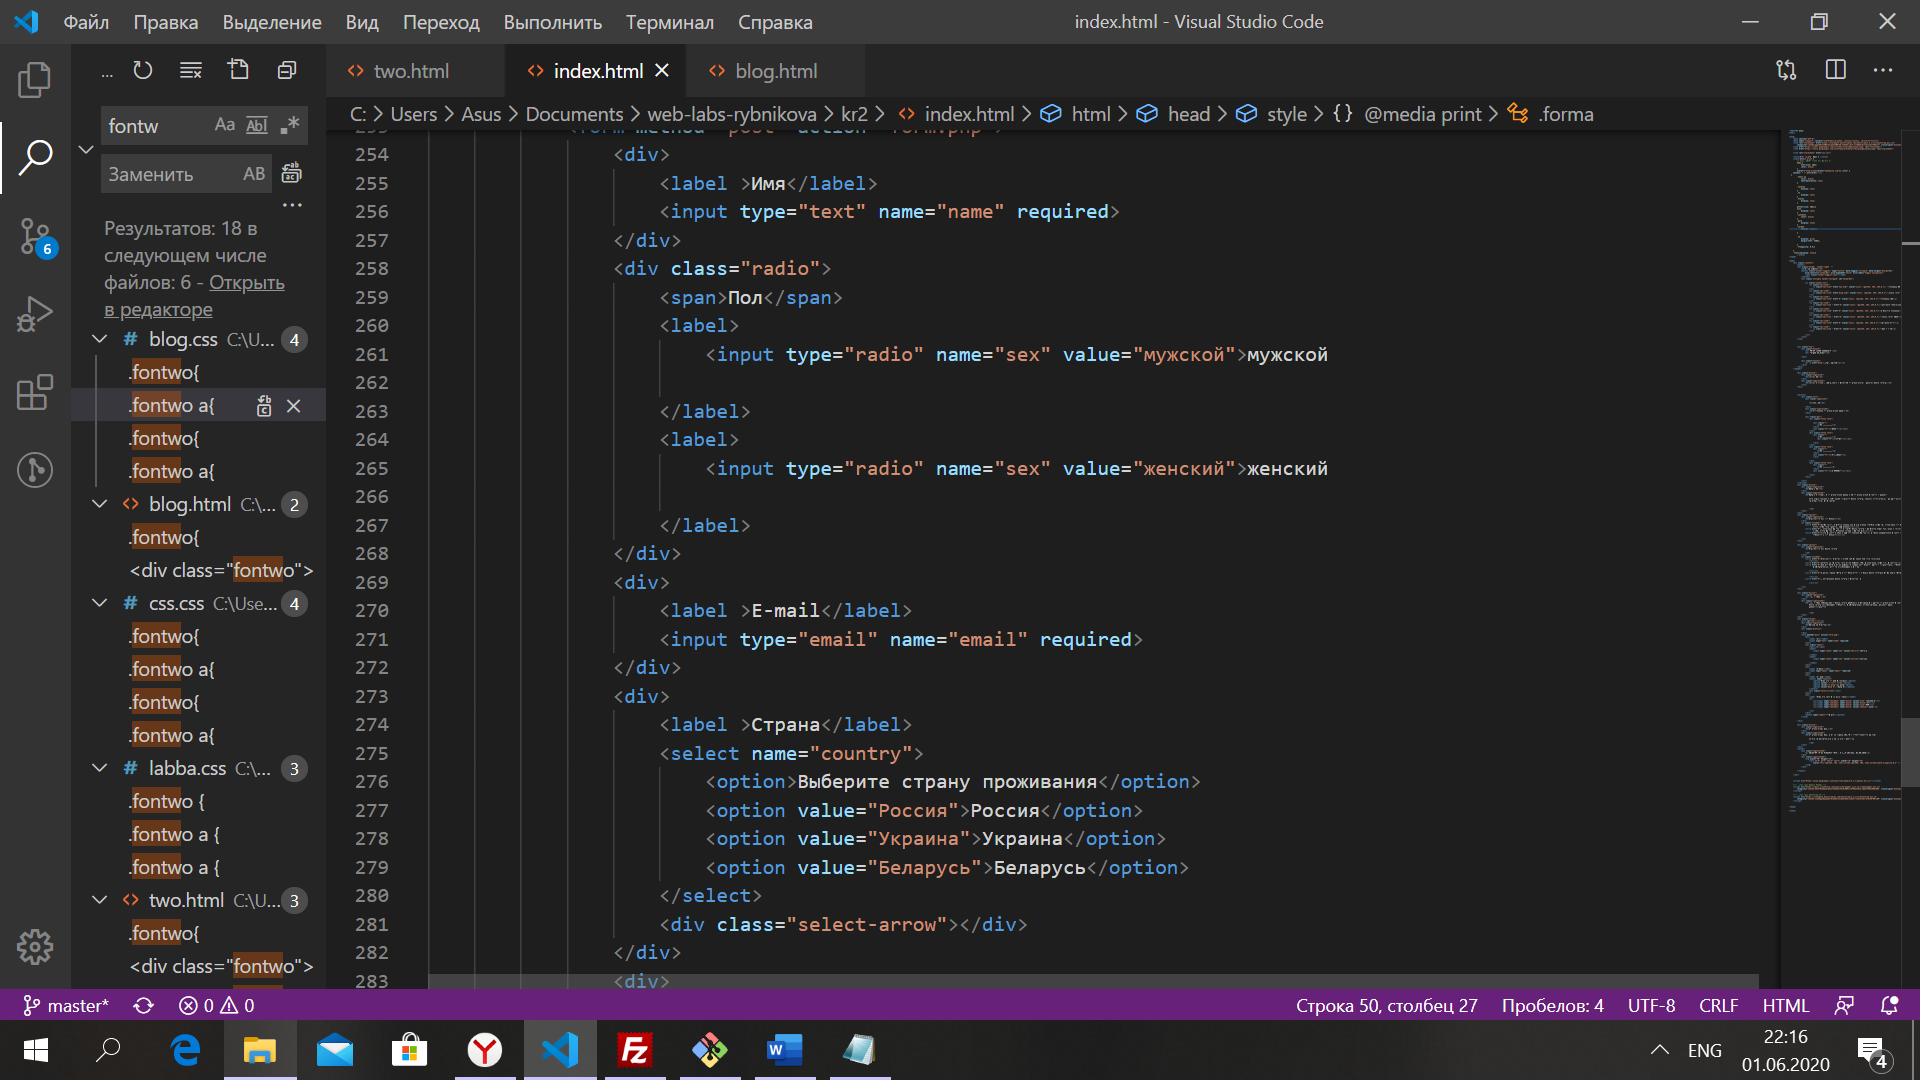 Файл Правка Выделение Вид Переход Выполнить Терминал Справка
index.html - Visual Studio Code
two.html
index.html
blog.html
C: > Users > Asus > Documents > web-labs-rybnikova > kr2 > index.html > html > head > style > {} @media print > .forma
fontw
Заменить
Результатов: 18 в
следующем числе
файлов: 6 - Открыть
в редакторе
blog.css C:\U... 4
.fontwo{
.fontwo a{
.fontwo{
.fontwo a{
blog.html C:\... 2
.fontwo{
<div class="fontwo">
css.css C:\Use... 4
.fontwo{
.fontwo a{
.fontwo{
.fontwo a{
labba.css C:\... 3
.fontwo {
.fontwo a {
.fontwo a {
two.html C:\U... 3
.fontwo{
<div class="fontwo">
254 <div>
255 <label >Имя</label>
256 <input type="text" name="name" required>
257 </div>
258 <div class="radio">
259 <span>Пол</span>
260 <label>
261 <input type="radio" name="sex" value="мужской">мужской
262
263 </label>
264 <label>
265 <input type="radio" name="sex" value="женский">женский
266
267 </label>
268 </div>
269 <div>
270 <label >E-mail</label>
271 <input type="email" name="email" required>
272 </div>
273 <div>
274 <label >Страна</label>
275 <select name="country">
276 <option>Выберите страну проживания</option>
277 <option value="Россия">Россия</option>
278 <option value="Украина">Украина</option>
279 <option value="Беларусь">Беларусь</option>
280 </select>
281 <div class="select-arrow"></div>
282 </div>
283 <div>
master* 0 0
Строка 50, столбец 27 Пробелов: 4 UTF-8 CRLF HTML
ENG
22:16
01.06.2020
4